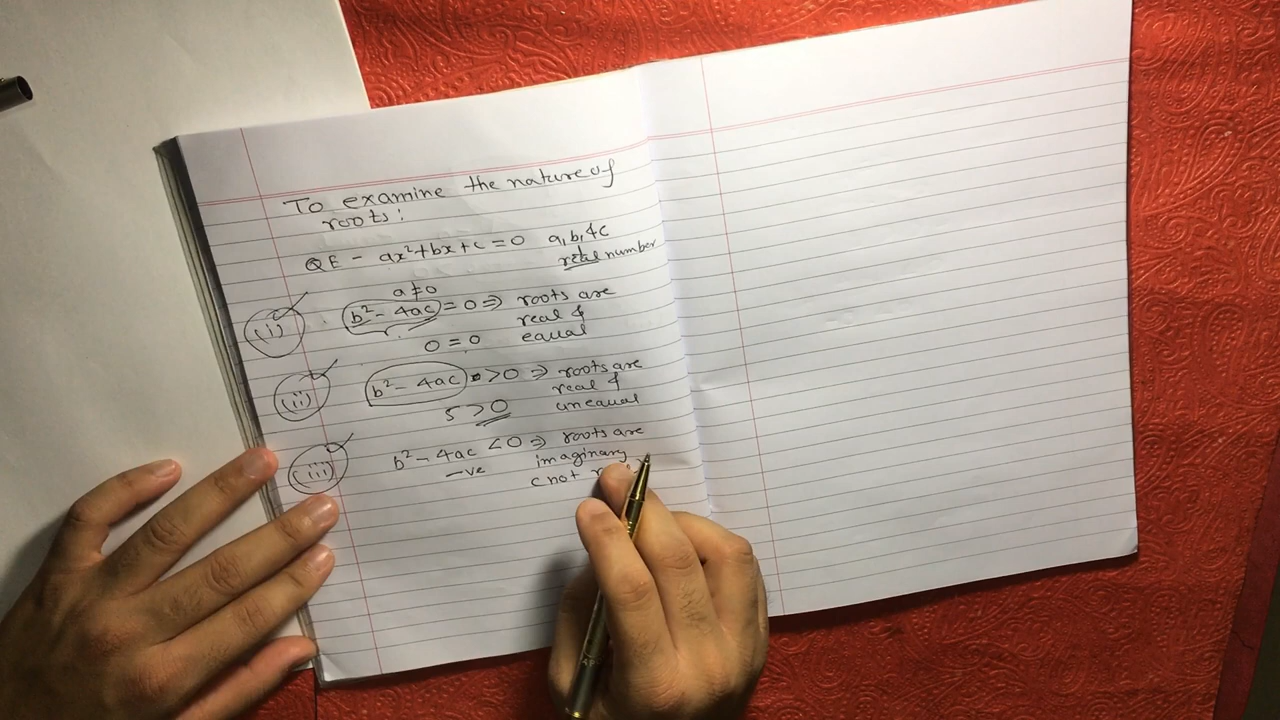 To examine the nature of
roots:
QE - ax²+bx+c=0 a, b, & c
real number
a≠0
(i) b²-4ac=0 ⇒ roots are
real &
0=0 equal
(ii) b²-4ac >0 ⇒ roots are
real &
5>0 unequal
(iii) b²-4ac <0 ⇒ roots are
-ve imaginary
(not